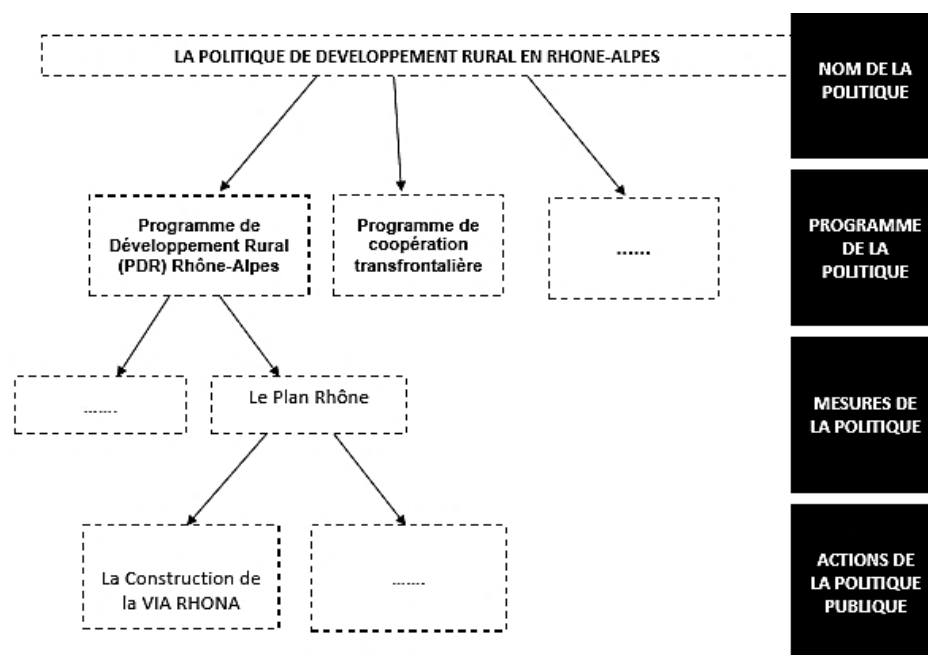 LA POLITIQUE DE DEVELOPPEMENT RURAL EN RHONE-ALPES
NOM DE LA
POLITIQUE
Programme de
Développement Rural
(PDR) Rhône-Alpes
Programme de
coopération
transfrontalière
......
PROGRAMME
DE LA
POLITIQUE
.......
Le Plan Rhône
MESURES DE
LA POLITIQUE
La Construction de
la VIA RHONA
.......
ACTIONS DE
LA POLITIQUE
PUBLIQUE